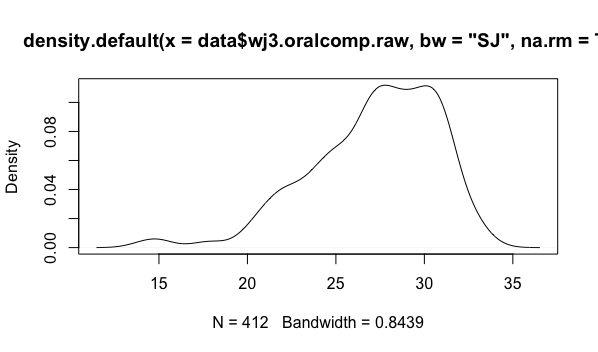 density.default(x = data$wj3.oralcomp.raw, bw = "SJ", na.rm =
Density
0.08
0.04
0.00
15 20 25 30 35
N = 412 Bandwidth = 0.8439